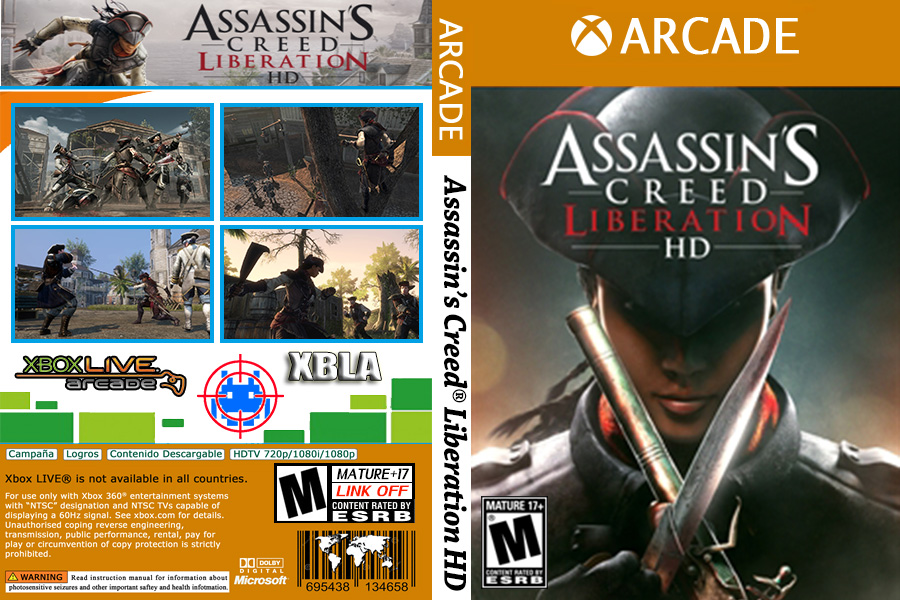 ASSASSIN'S
CREED
LIBERATION
HD
XBOX LIVE
arcade
XBLA
Campaña
Logros
Contenido Descargable
HDTV 720p/1080i/1080p
Xbox LIVE® is not available in all countries.
For use only with Xbox 360® entertainment systems
with “NTSC” designation and NTSC TVs capable of
displaying a 60Hz signal. See xbox.com for details.
Unauthorised coping reverse engineering,
transmission, public performance, rental, pay for
play or circumvention of copy protection is strictly
prohibited.
WARNING Read instruction manual for information about
photosensitive seizures and other important saftey and health infotmation.
M
MATURE+17
LINK OFF
CONTENT RATED BY
ESRB
DOLBY
DIGITAL
Microsoft
695438 134658
ARCADE
Assassin's Creed® Liberation HD
ARCADE
ASSASSIN'S
CREED
LIBERATION
HD
MATURE 17+
M
CONTENT RATED BY
ESRB